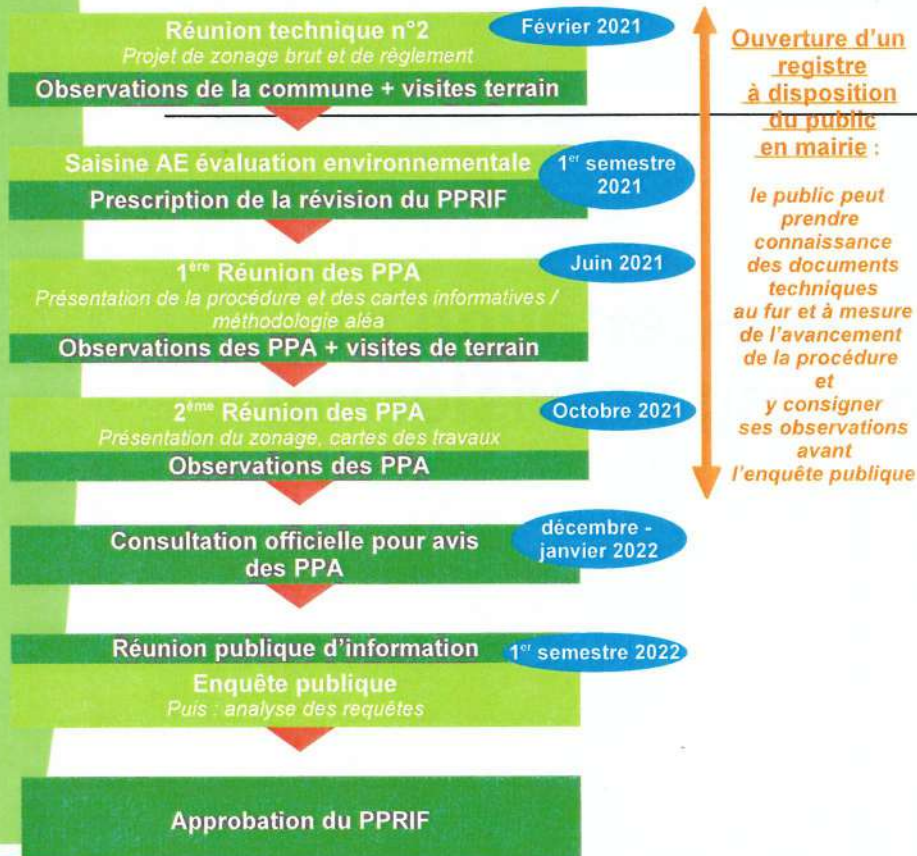 Réunion technique n°2
Février 2021
Projet de zonage brut et de règlement
Observations de la commune + visites terrain
Saisine AE évaluation environnementale
1er semestre
2021
Prescription de la révision du PPRIF
1ère Réunion des PPA
Juin 2021
Présentation de la procédure et des cartes informatives /
méthodologie aléa
Observations des PPA + visites de terrain
2ème Réunion des PPA
Octobre 2021
Présentation du zonage, cartes des travaux
Observations des PPA
Consultation officielle pour avis
des PPA
décembre -
janvier 2022
Réunion publique d'information
1er semestre 2022
Enquête publique
Puis : analyse des requêtes
Approbation du PPRIF
Ouverture d'un
registre
à disposition
du public
en mairie :
le public peut
prendre
connaissance
des documents
techniques
au fur et à mesure
de l'avancement
de la procédure
et
y consigner
ses observations
avant
l'enquête publique